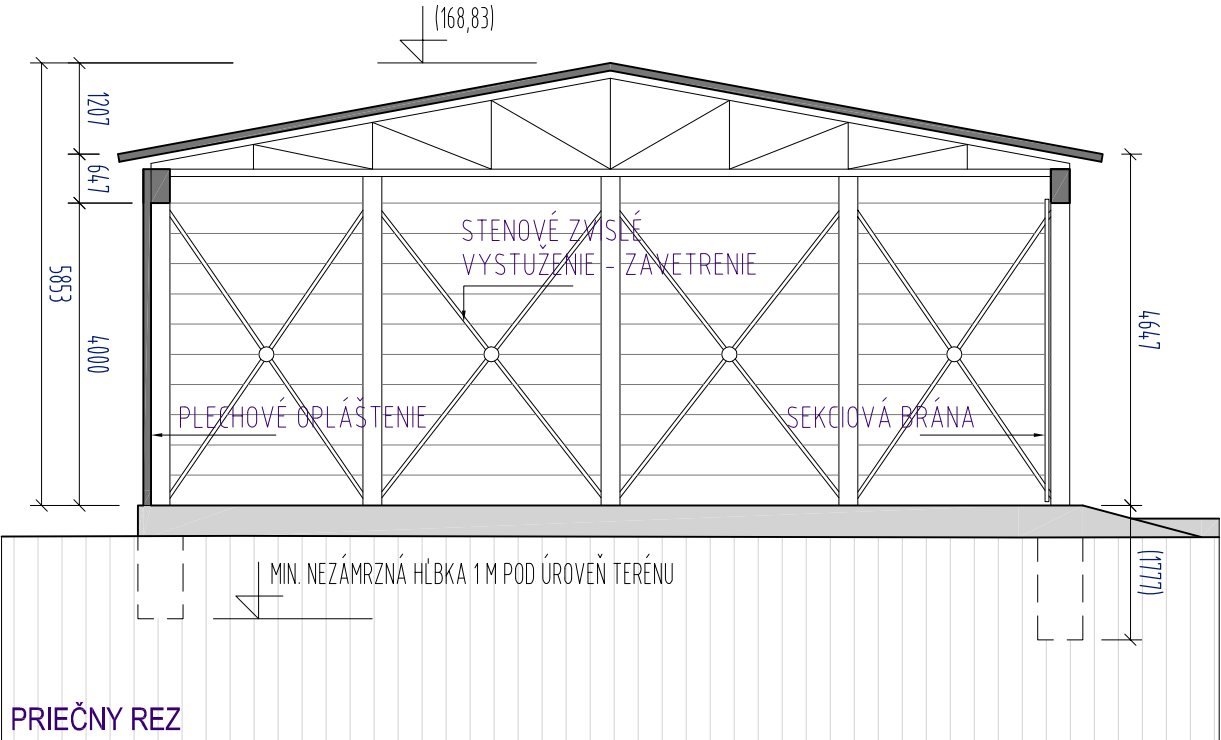 (168,83)
1207
647
5853
4000
4647
(1777)
STENOVÉ ZVISLÉ
VYSTUŽENIE - ZAVETRENIE
PLECHOVÉ OPLÁŠTENIE
SEKCIOVÁ BRÁNA
MIN. NEZÁMRZNÁ HĽBKA 1 M POD ÚROVEŇ TERÉNU
PRIEČNY REZ